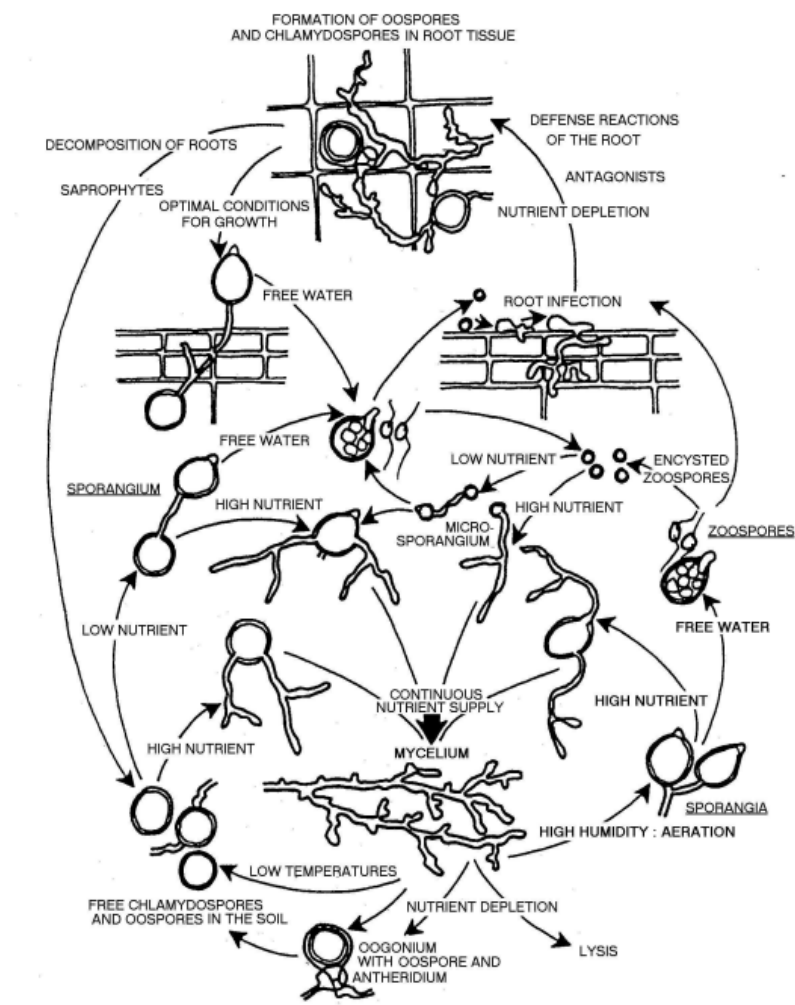 FORMATION OF OOSPORES
AND CHLAMYDOSPORES IN ROOT TISSUE
DEFENSE REACTIONS
OF THE ROOT
DECOMPOSITION OF ROOTS
ANTAGONISTS
SAPROPHYTES
OPTIMAL CONDITIONS
FOR GROWTH
NUTRIENT DEPLETION
FREE WATER
ROOT INFECTION
FREE WATER
LOW NUTRIENT
ENCYSTED
ZOOSPORES
SPORANGIUM
HIGH NUTRIENT
HIGH NUTRIENT
MICRO-
SPORANGIUM
ZOOSPORES
LOW NUTRIENT
FREE WATER
CONTINUOUS
NUTRIENT SUPPLY
HIGH NUTRIENT
HIGH NUTRIENT
MYCELIUM
SPORANGIA
HIGH HUMIDITY : AERATION
LOW TEMPERATURES
FREE CHLAMYDOSPORES
AND OOSPORES IN THE SOIL
NUTRIENT DEPLETION
OOGONIUM
WITH OOSPORE AND
ANTHERIDIUM
LYSIS